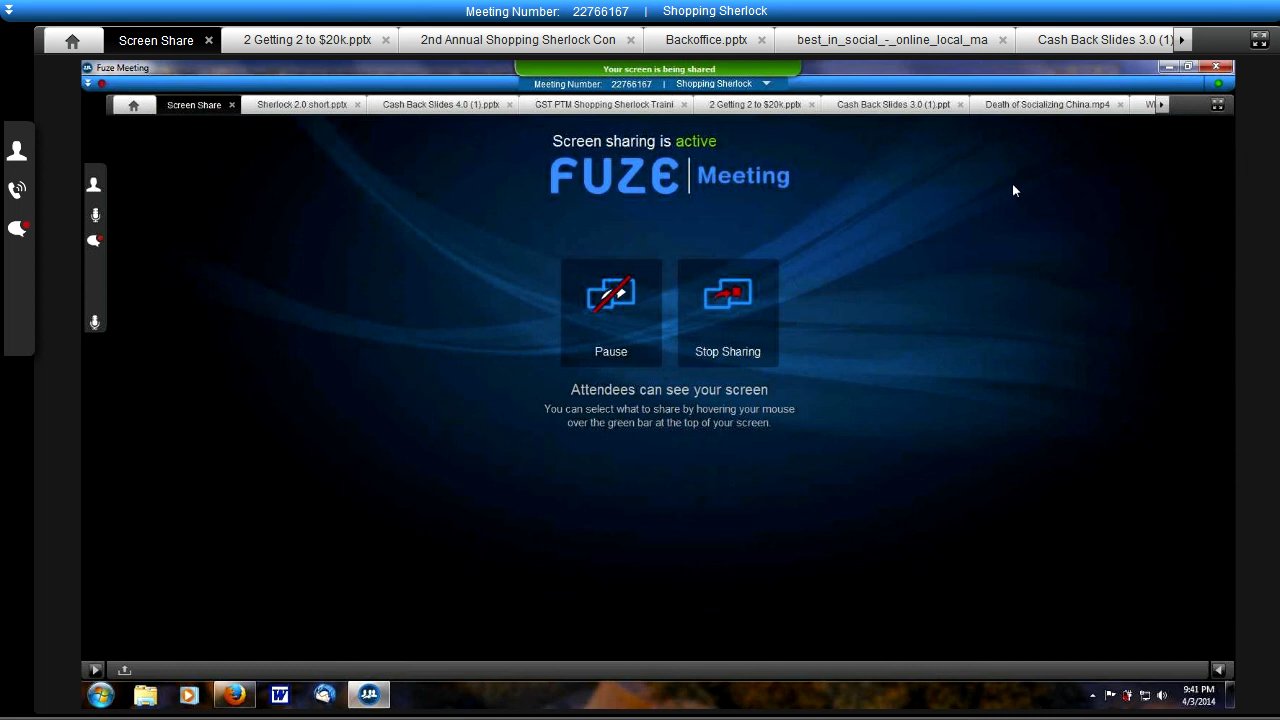 Meeting Number: 22766167 | Shopping Sherlock
Screen Share 2 Getting 2 to $20k.pptx 2nd Annual Shopping Sherlock Con Backoffice.pptx best_in_social_-_online_local_ma Cash Back Slides 3.0 (1)
Fuze Meeting
Your screen is being shared
Meeting Number: 22766167 | Shopping Sherlock
Screen Share Sherlock 2.0 short.pptx Cash Back Slides 4.0 (1).pptx GST PTM Shopping Sherlock Traini 2 Getting 2 to $20k.pptx Cash Back Slides 3.0 (1).ppt Death of Socializing China.mp4
Screen sharing is active
FUZE | Meeting
Pause Stop Sharing
Attendees can see your screen
You can select what to share by hovering your mouse
over the green bar at the top of your screen.
9:41 PM
4/3/2014